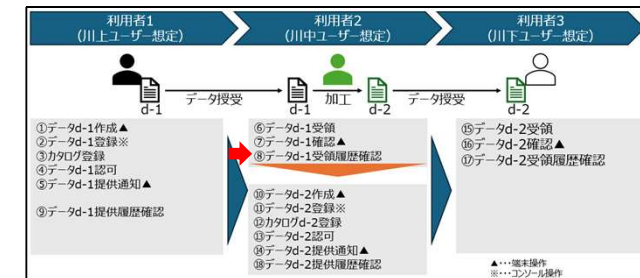 利用者1
(川上ユーザー想定)
利用者2
(川中ユーザー想定)
利用者3
(川下ユーザー想定)
d-1
データ授受
d-1
加工
d-2
データ授受
d-2
①データd-1作成▲
②データd-1登録※
③カタログ登録
④データd-1認可
⑤データd-1提供通知▲
⑨データd-1提供履歴確認
⑥データd-1受領
⑦データd-1確認▲
⑧データd-1受領履歴確認
⑩データd-2作成▲
⑪データd-2登録※
⑫カタログd-2登録
⑬データd-2認可
⑭データd-2提供通知▲
⑱データd-2提供履歴確認
⑮データd-2受領
⑯データd-2確認▲
⑰データd-2受領履歴確認
▲・・・端末操作
※・・・コンソール操作